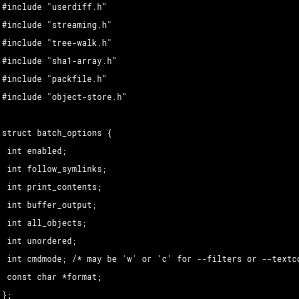 #include "userdiff.h"
#include "streaming.h"
#include "tree-walk.h"
#include "sha1-array.h"
#include "packfile.h"
#include "object-store.h"
struct batch_options {
int enabled;
int follow_symlinks;
int print_contents;
int buffer_output;
int all_objects;
int unordered;
int cmdmode; /* may be 'w' or 'c' for --filters or --textc
const char *format;
};